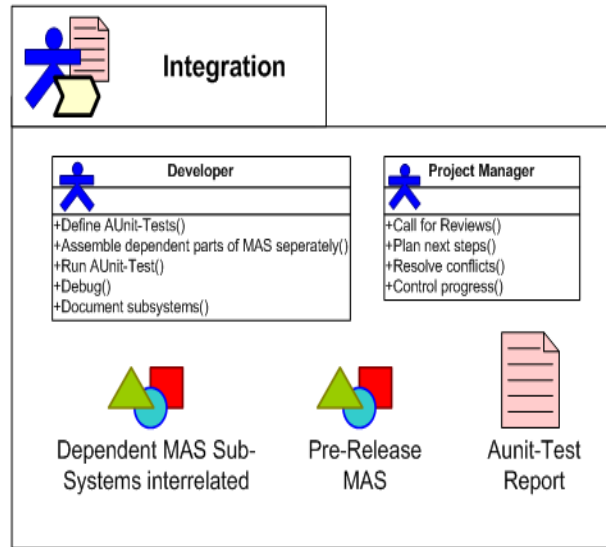 Integration
Developer
+Define AUnit-Tests()
+Assemble dependent parts of MAS seperately()
+Run AUnit-Test()
+Debug()
+Document subsystems()
Project Manager
+Call for Reviews()
+Plan next steps()
+Resolve conflicts()
+Control progress()
Dependent MAS Sub-
Systems interrelated
Pre-Release
MAS
Aunit-Test
Report